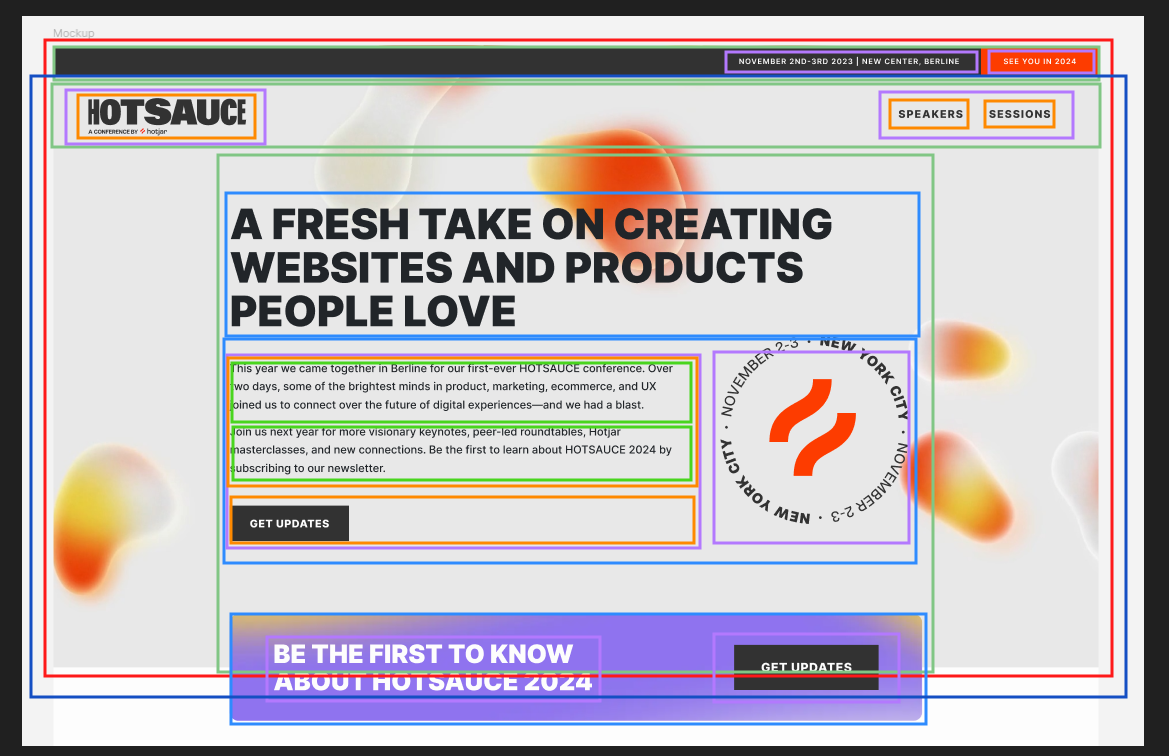 Mockup
NOVEMBER 2ND-3RD 2023 | NEW CENTER, BERLINE
SEE YOU IN 2024
HOTSAUCE
A CONFERENCE BY hotjar
SPEAKERS
SESSIONS
A FRESH TAKE ON CREATING
WEBSITES AND PRODUCTS
PEOPLE LOVE
This year we came together in Berline for our first-ever HOTSAUCE conference. Over
two days, some of the brightest minds in product, marketing, ecommerce, and UX
joined us to connect over the future of digital experiences—and we had a blast.
Join us next year for more visionary keynotes, peer-led roundtables, Hotjar
masterclasses, and new connections. Be the first to learn about HOTSAUCE 2024 by
subscribing to our newsletter.
GET UPDATES
NOVEMBER 2-3 · NEW YORK CITY · NOVEMBER 2-3 · NEW YORK CITY ·
BE THE FIRST TO KNOW
ABOUT HOTSAUCE 2024
GET UPDATES